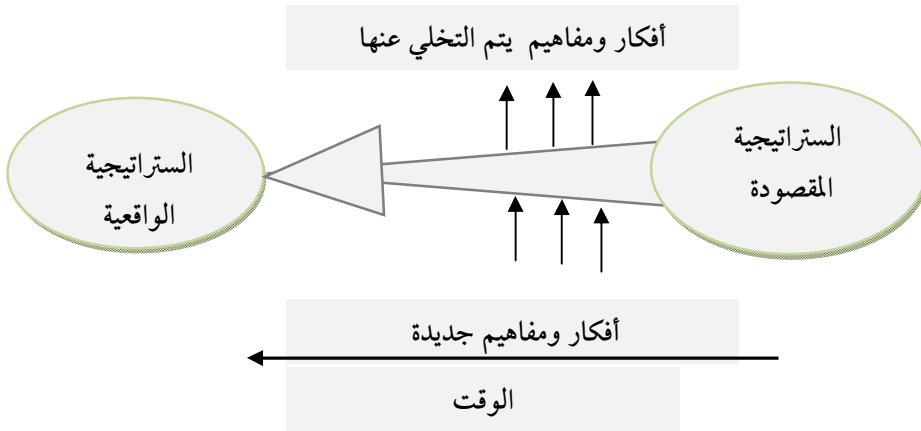 أفكار ومفاهيم يتم التخلي عنها
الستراتيجية
المقصودة
الستراتيجية
الواقعية
أفكار ومفاهيم جديدة
الوقت